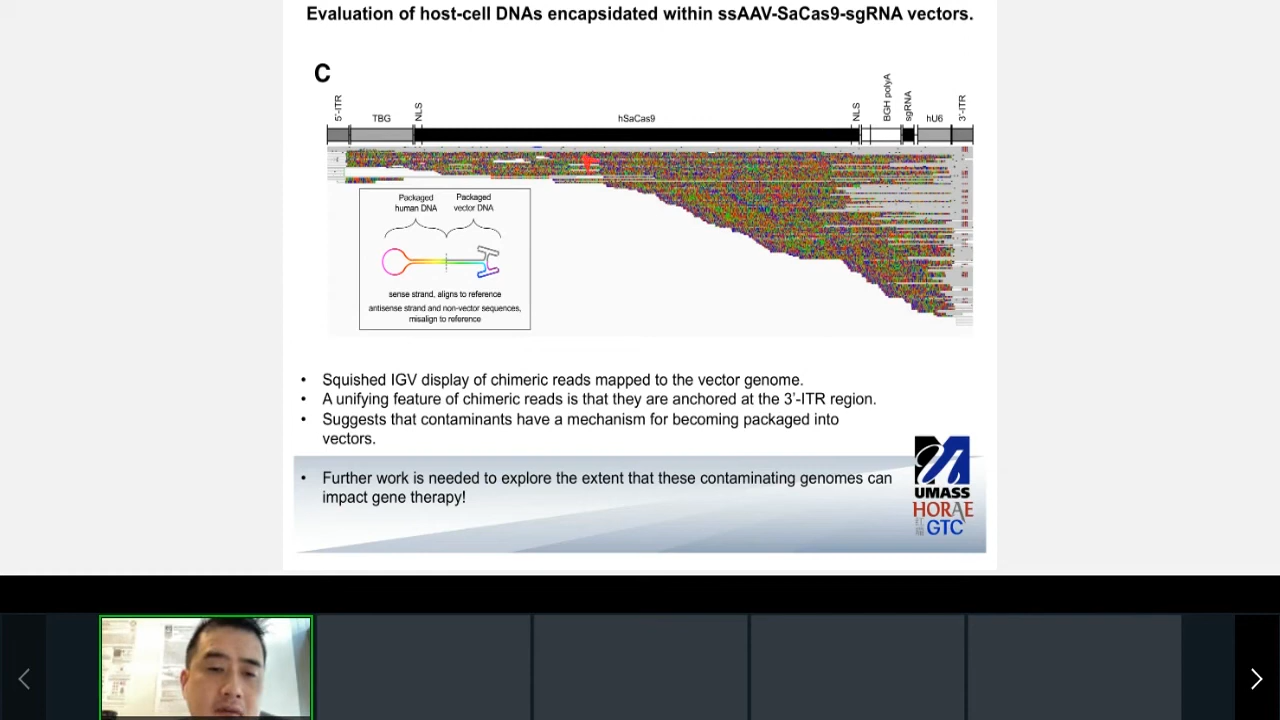 Evaluation of host-cell DNAs encapsidated within ssAAV-SaCas9-sgRNA vectors.
C
5'-ITR
TBG
NLS
hSaCas9
NLS
BGH polyA
sgRNA
hU6
3'-ITR
Packaged
human DNA
Packaged
vector DNA
sense strand, aligns to reference
antisense strand and non-vector sequences,
misalign to reference
• Squished IGV display of chimeric reads mapped to the vector genome.
• A unifying feature of chimeric reads is that they are anchored at the 3'-ITR region.
• Suggests that contaminants have a mechanism for becoming packaged into
vectors.
• Further work is needed to explore the extent that these contaminating genomes can
impact gene therapy!
UMASS
HORAE
GTC